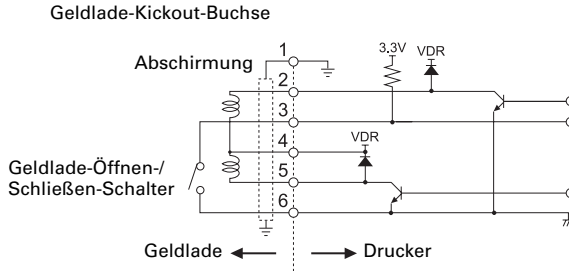 Geldlade-Kickout-Buchse
Abschirmung
1
2
3
4
5
6
3.3V
VDR
VDR
Geldlade-Öffnen-/
Schließen-Schalter
Geldlade
Drucker